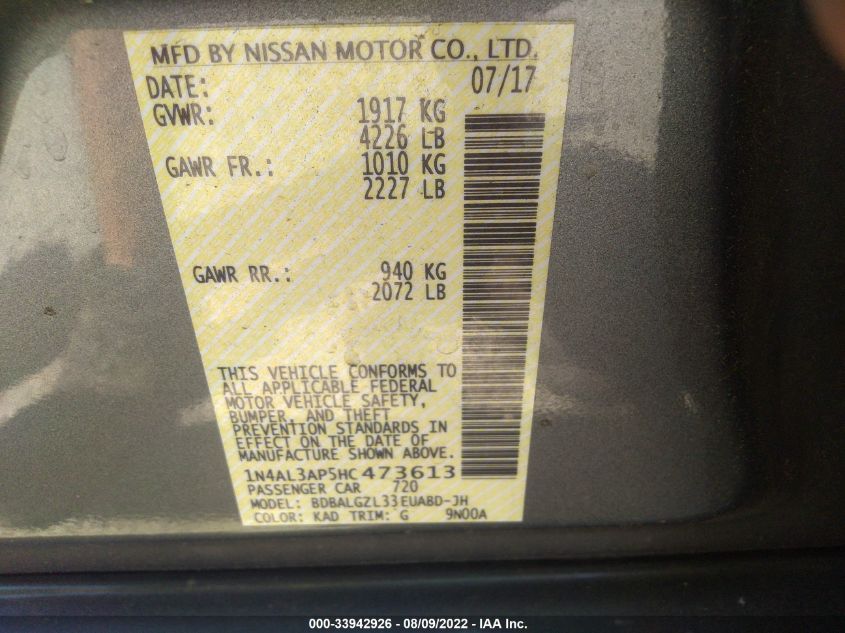 MFD BY NISSAN MOTOR CO., LTD.
DATE: 07/17
GVWR: 1917 KG
4226 LB
GAWR FR.: 1010 KG
2227 LB
GAWR RR.: 940 KG
2072 LB
THIS VEHICLE CONFORMS TO
ALL APPLICABLE FEDERAL
MOTOR VEHICLE SAFETY,
BUMPER, AND THEFT
PREVENTION STANDARDS IN
EFFECT ON THE DATE OF
MANUFACTURE SHOWN ABOVE.
1N4AL3AP5HC473613
PASSENGER CAR 720
MODEL: BDBALGZL33EUABD-JH
COLOR: KAD TRIM: G 9N00A
000-33942926 - 08/09/2022 - IAA Inc.